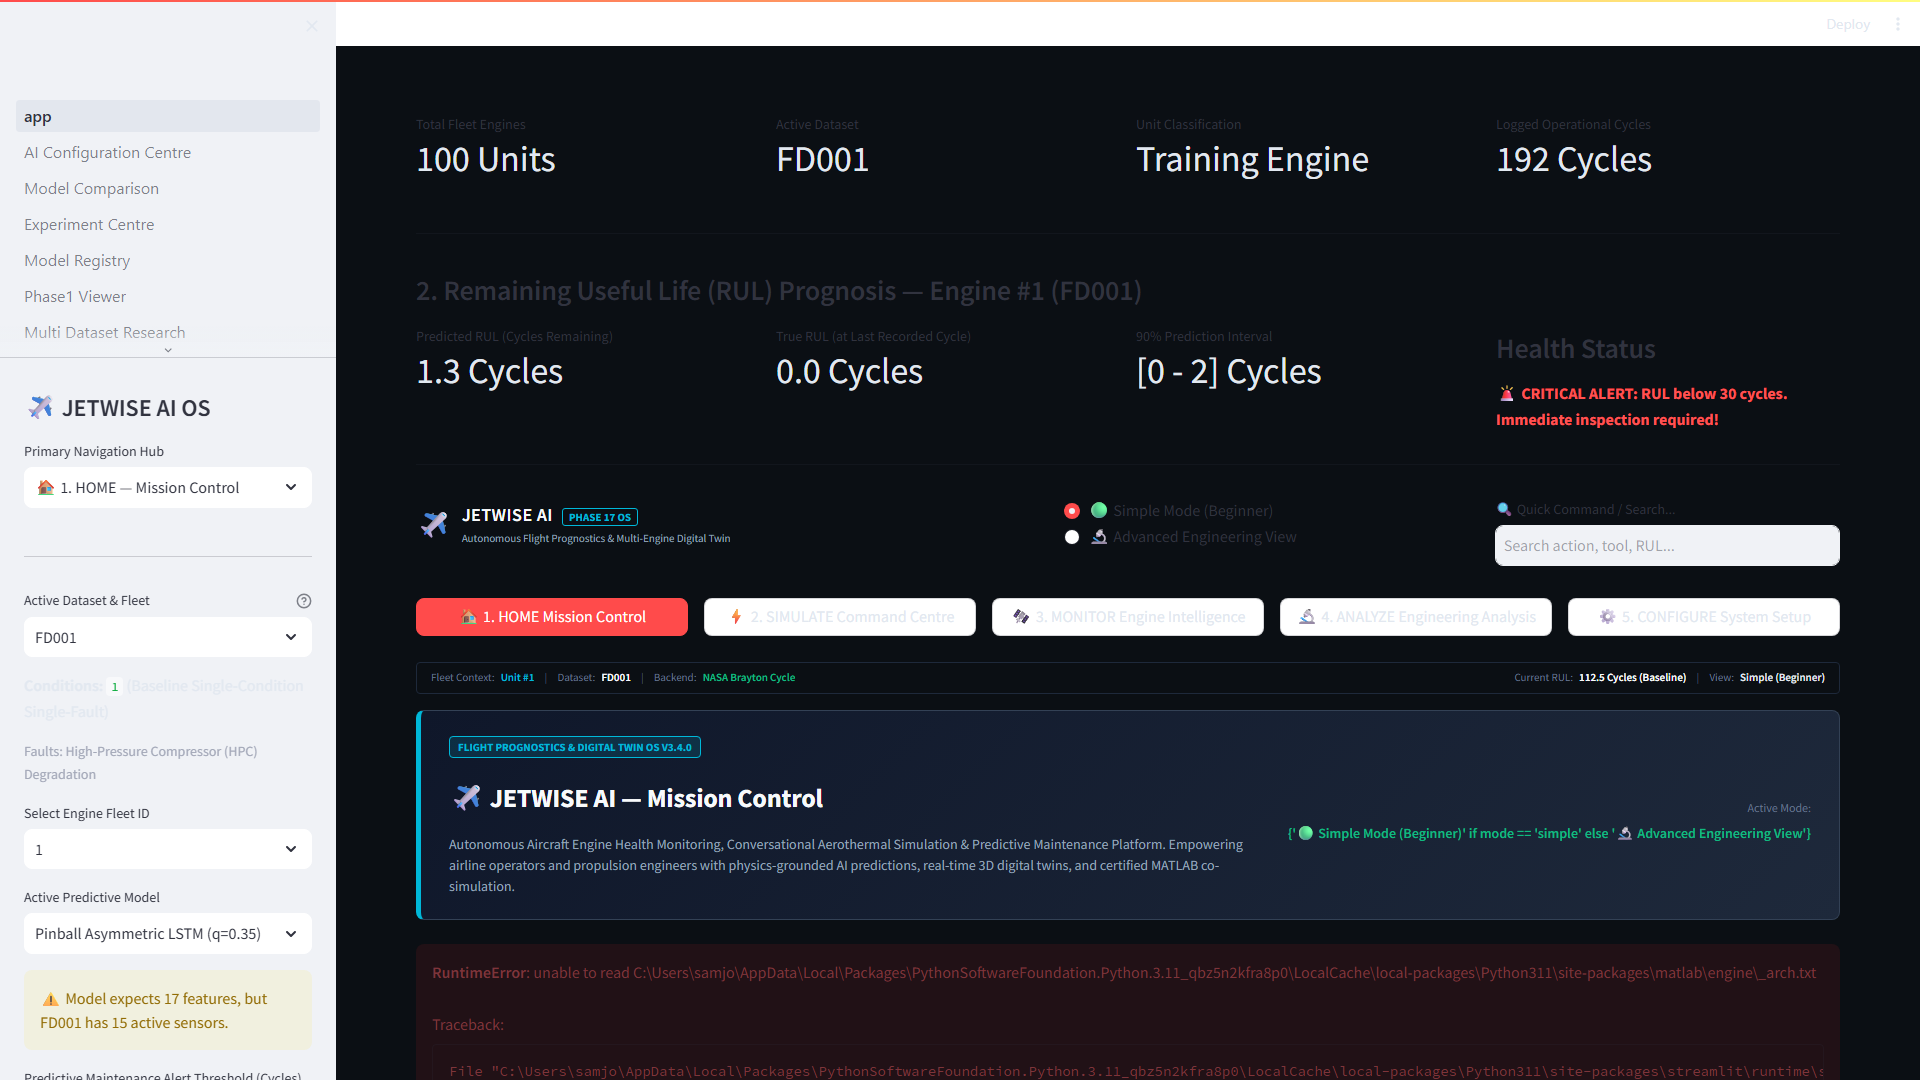 Deploy
app
AI Configuration Centre
Model Comparison
Experiment Centre
Model Registry
Phase1 Viewer
Multi Dataset Research
JETWISE AI OS
Primary Navigation Hub
1. HOME — Mission Control
Active Dataset & Fleet
FD001
Conditions: 1 (Baseline Single-Condition
Single-Fault)
Faults: High-Pressure Compressor (HPC)
Degradation
Select Engine Fleet ID
1
Active Predictive Model
Pinball Asymmetric LSTM (q=0.35)
Model expects 17 features, but
FD001 has 15 active sensors.
Predictive Maintenance Alert Threshold (Cycles)
Total Fleet Engines
100 Units
Active Dataset
FD001
Unit Classification
Training Engine
Logged Operational Cycles
192 Cycles
2. Remaining Useful Life (RUL) Prognosis — Engine #1 (FD001)
Predicted RUL (Cycles Remaining)
1.3 Cycles
True RUL (at Last Recorded Cycle)
0.0 Cycles
90% Prediction Interval
[0 - 2] Cycles
Health Status
CRITICAL ALERT: RUL below 30 cycles.
Immediate inspection required!
JETWISE AI PHASE 17 OS
Autonomous Flight Prognostics & Multi-Engine Digital Twin
Simple Mode (Beginner)
Advanced Engineering View
Quick Command / Search...
Search action, tool, RUL...
1. HOME Mission Control
2. SIMULATE Command Centre
3. MONITOR Engine Intelligence
4. ANALYZE Engineering Analysis
5. CONFIGURE System Setup
Fleet Context: Unit #1 | Dataset: FD001 | Backend: NASA Brayton Cycle
Current RUL: 112.5 Cycles (Baseline) | View: Simple (Beginner)
FLIGHT PROGNOSTICS & DIGITAL TWIN OS V3.4.0
JETWISE AI — Mission Control
Autonomous Aircraft Engine Health Monitoring, Conversational Aerothermal Simulation & Predictive Maintenance Platform. Empowering
airline operators and propulsion engineers with physics-grounded AI predictions, real-time 3D digital twins, and certified MATLAB co-
simulation.
Active Mode:
{' Simple Mode (Beginner)' if mode == 'simple' else ' Advanced Engineering View'}
RuntimeError: unable to read C:\Users\samjo\AppData\Local\Packages\PythonSoftwareFoundation.Python.3.11_qbz5n2kfra8p0\LocalCache\local-packages\Python311\site-packages\matlab\engine\_arch.txt
Traceback:
File "C:\Users\samjo\AppData\Local\Packages\PythonSoftwareFoundation.Python.3.11_qbz5n2kfra8p0\LocalCache\local-packages\Python311\site-packages\streamlit\runtime\s